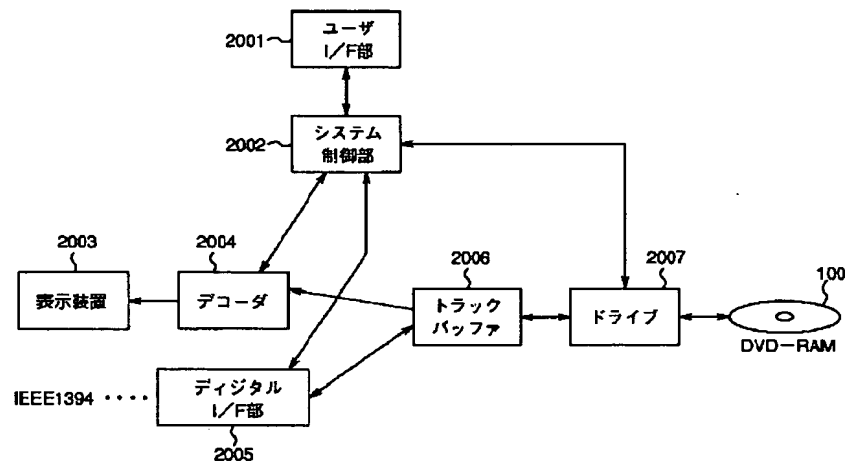 2001
ユーザ
I/F部
2002
システム
制御部
2003
表示装置
2004
デコーダ
2006
トラック
バッファ
2007
ドライブ
100
DVD-RAM
IEEE1394 ····
ディジタル
I/F部
2005